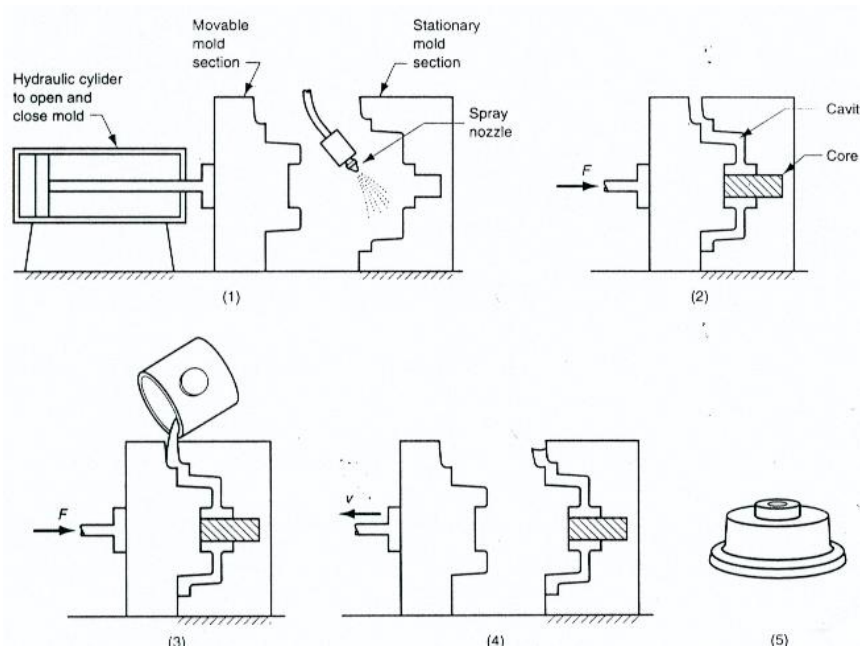 Movable
mold
section
Stationary
mold
section
Hydraulic cylider
to open and
close mold
Spray
nozzle
(1)
Cavit
Core
F
(2)
F
(3)
v
(4)
(5)